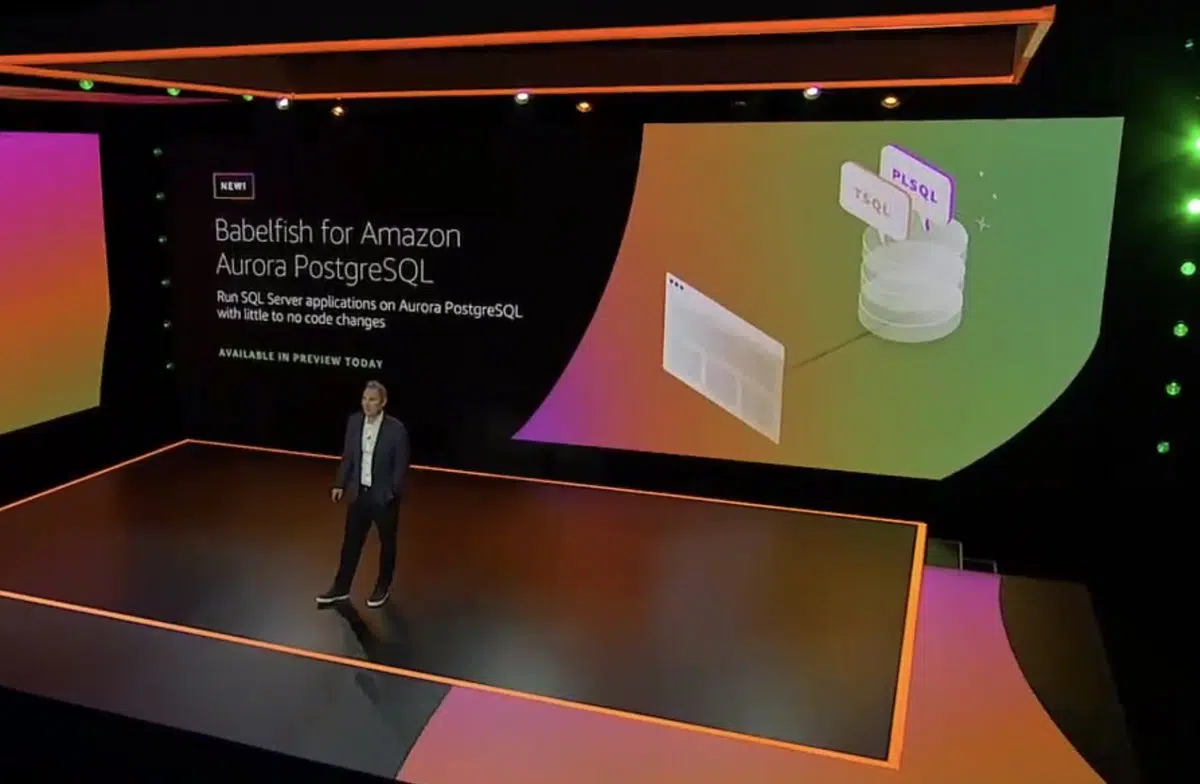 NEW!
Babelfish for Amazon
Aurora PostgreSQL
Run SQL Server applications on Aurora PostgreSQL
with little to no code changes
AVAILABLE IN PREVIEW TODAY
PLSQL
TSQL